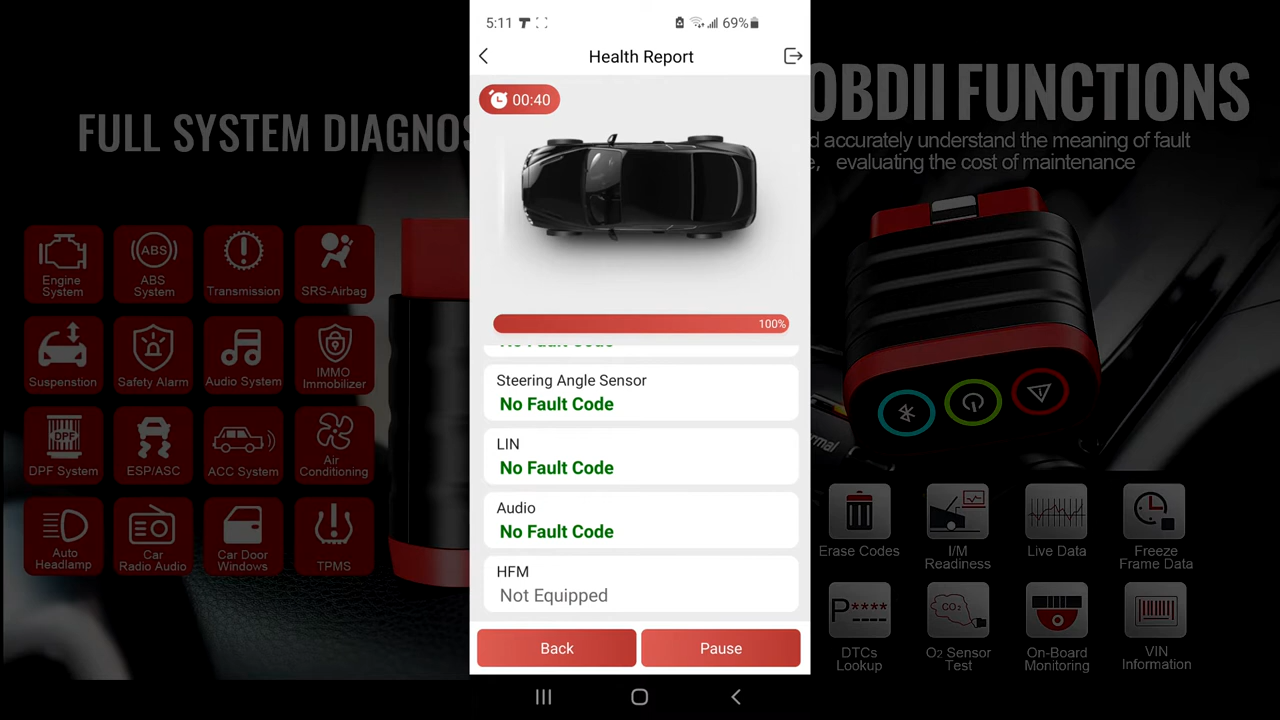 5:11
69%
Health Report
00:40
100%
Steering Angle Sensor
No Fault Code
LIN
No Fault Code
Audio
No Fault Code
HFM
Not Equipped
Back
Pause
FULL SYSTEM
Engine
System
ABS
ABS
System
Transmission
SRS-Airbag
Suspenstion
Safety Alarm
Audio System
IMMO
Immobilizer
DPF
DPF System
ESP/ASC
ACC System
Air
Conditioning
Auto
Headlamp
Car
Radio Audio
Car Door
Windows
TPMS
OBDII FUNCTIONS
accurately understand the meaning of fault
evaluating the cost of maintenance
Erase Codes
I/M
Readiness
Live Data
Freeze
Frame Data
P****
DTCs
Lookup
CO2
O2 Sensor
Test
On-Board
Monitoring
VIN
Information